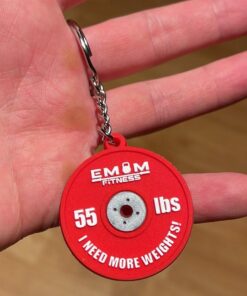 EMOM
FITNESS
55 lbs
I NEED MORE WEIGHTS!